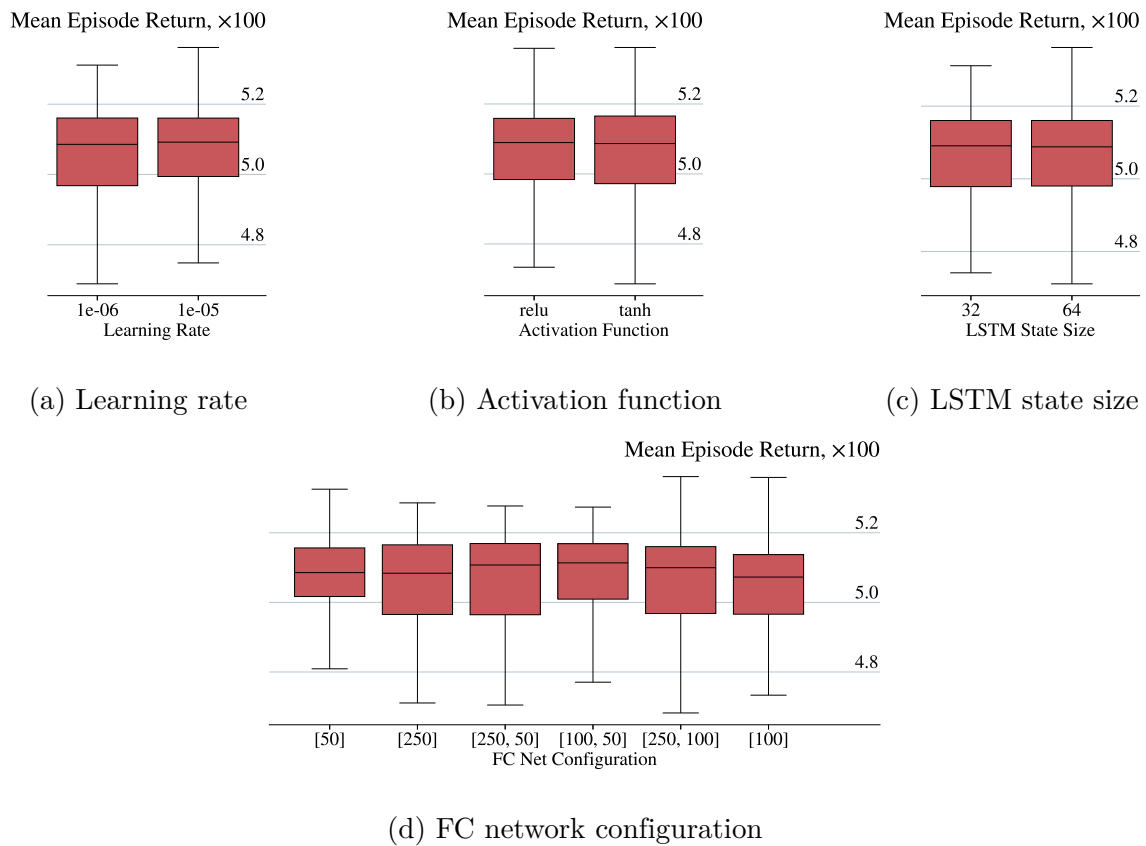 Mean Episode Return, ×100
5.2
5.0
4.8
1e-06 1e-05
Learning Rate
(a) Learning rate
Mean Episode Return, ×100
5.2
5.0
4.8
relu tanh
Activation Function
(b) Activation function
Mean Episode Return, ×100
5.2
5.0
4.8
32 64
LSTM State Size
(c) LSTM state size
Mean Episode Return, ×100
5.2
5.0
4.8
[50] [250] [250, 50] [100, 50] [250, 100] [100]
FC Net Configuration
(d) FC network configuration